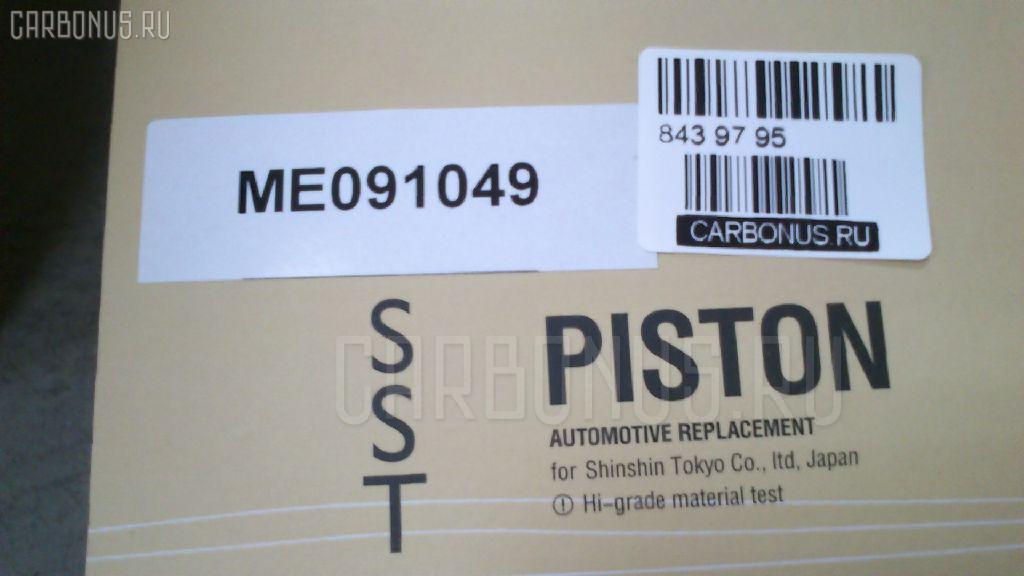 CARBONUS.RU
ME091049
843 97 95
CARBONUS.RU
SST
PISTON
CARBONUS.RU
AUTOMOTIVE REPLACEMENT
for Shinshin Tokyo Co., ltd, Japan
! Hi-grade material test